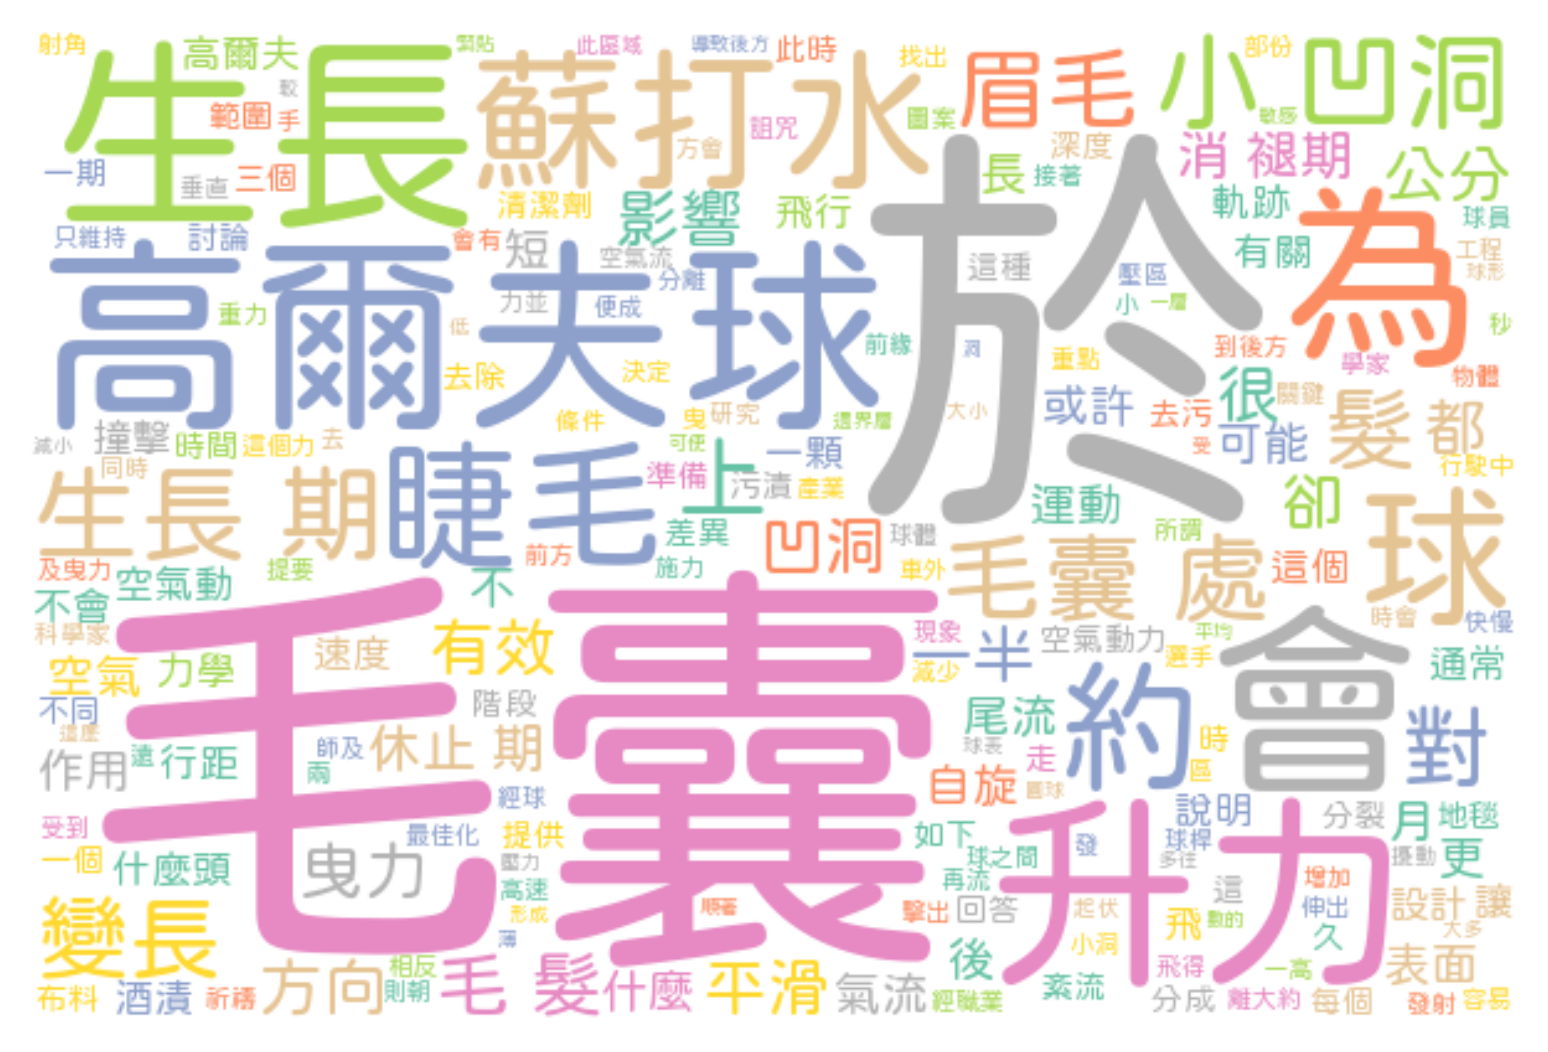 射角 高爾夫 緊貼 此區域 導致後方 此時 找出 部份
生長 蘇打水 眉毛 小凹洞
範圍 手 較 方會 詛咒 圖案 深度 敏感
一期 垂直 三個 清潔劑 影響 飛行 長 接著 消 褪期 公分
只維持 討論 會有 短 空氣流 於 這種 有關 軌跡 為 球員
高爾夫球 力並 便成 分離 壓區 工程 球形
重力 低 小 一層 秒
去除 決定 前緣 洞 重點 到後方 學家 物體
條件 曳 研究 邊界層 大小 或許 去污 很 關鍵
減小 撞擊 時間 這個力 去 可便 一顆 受 可能 髮 都
同時 生長 期 睫毛 上 準備 污漬 產業 運動 卻 行駛中
差異 凹洞 球體 所謂 球
及曳力 空氣動 提要 不 前方 施力 車外 毛囊 處 這個
不會 毛囊 時會 快慢
科學家 速度 有效 現象 一半 空氣動力 平均 會
空氣 力學 減少 選手 通常
不同 階段 尾流 約 對
這麼 師及 休止 期 球表 走 時
作用 遠 行距 兩 自旋 圓球 區
受到 經球 升力 說明 分裂 月 地毯
一個 什麼頭 最佳化 提供 如下 發 球桿
曳力 壓力 球之間 多往 擾動 更
高速 再流 這 增加
變長 形成 順著 擊出 回答 起伏 飛 數的 伸出 設計 讓
薄 小洞 久 大多
方向 相反 毛 髮 什麼 平滑 氣流 後 飛得 一高 表面
布料 酒漬 祈禱 則朝 經職業 紊流 分成 離大約 每個 發射 容易